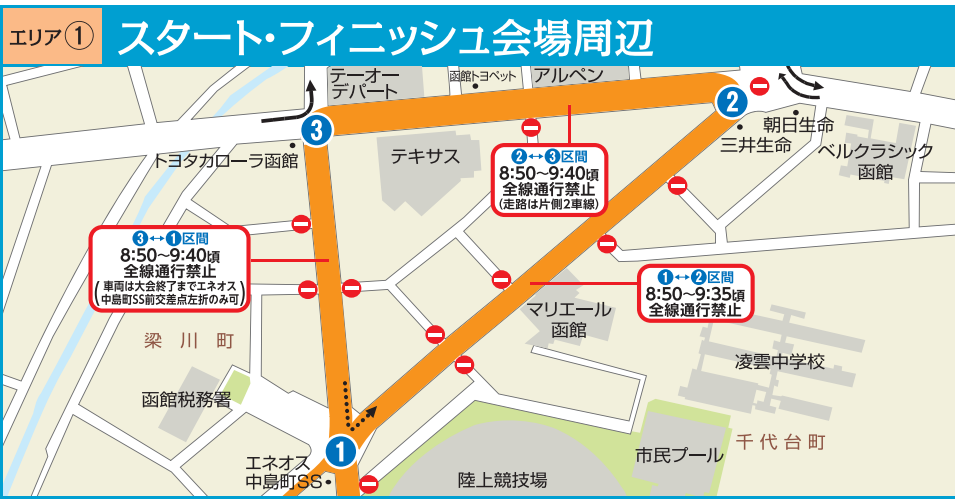 エリア①
スタート・フィニッシュ会場周辺
テーオー
デパート
函館トヨペット
アルペン
2
3
朝日生命
三井生命
ベルクラシック
函館
トヨタカローラ函館
テキサス
2↔3区間
8:50〜9:40頃
全線通行禁止
(走路は片側2車線)
3↔1区間
8:50〜9:40頃
全線通行禁止
(車両は大会終了までエネオス
中島町SS前交差点左折のみ可)
1↔2区間
8:50〜9:35頃
全線通行禁止
マリエール
函館
梁川町
凌雲中学校
函館税務署
千代台町
市民プール
1
エネオス
中島町SS
陸上競技場